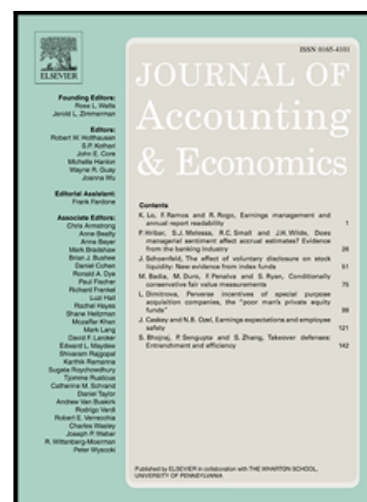 ELSEVIER
Founding Editors:
Ross L. Watts
Jerold L. Zimmerman
Editors:
Robert W. Holthausen
S.P. Kothari
John E. Core
Michelle Hanlon
Wayne R. Guay
Joanna Wu
Editorial Assistant:
Frank Fardone
Associate Editors:
Chris Armstrong
Anne Beatty
Anne Beyer
Mark Bradshaw
Brian J. Bushee
Daniel Cohen
Ronald A. Dye
Paul Fischer
Richard Frankel
Luzi Hail
Rachel Hayes
Shane Heitzman
Mozaffar Khan
Mark Lang
David F. Larcker
Edward L. Maydew
Shivaram Rajgopal
Karthik Ramanna
Sugata Roychowdhury
Tjomme Rusticus
Catherine M. Schrand
Daniel Taylor
Andrew Van Buskirk
Rodrigo Verdi
Robert E. Verrecchia
Charles Wasley
Joseph P. Weber
R. Wittenberg-Moerman
Peter Wysocki
ISSN 0165-4101
JOURNAL OF
Accounting
& Economics
Contents
K. Lo, F. Ramos and R. Rogo, Earnings management and
annual report readability 1
P. Hribar, S.J. Melessa, R.C. Small and J.H. Wilde, Does
managerial sentiment affect accrual estimates? Evidence
from the banking industry 26
J. Schoenfeld, The effect of voluntary disclosure on stock
liquidity: New evidence from index funds 51
M. Badia, M. Duro, F. Penalva and S. Ryan, Conditionally
conservative fair value measurements 75
L. Dimitrova, Perverse incentives of special purpose
acquisition companies, the "poor man's private equity
funds" 99
J. Caskey and N.B. Ozel, Earnings expectations and employee
safety 121
S. Bhojraj, P. Sengupta and S. Zhang, Takeover defenses:
Entrenchment and efficiency 142
Published by ELSEVIER in collaboration with THE WHARTON SCHOOL,
UNIVERSITY OF PENNSYLVANIA